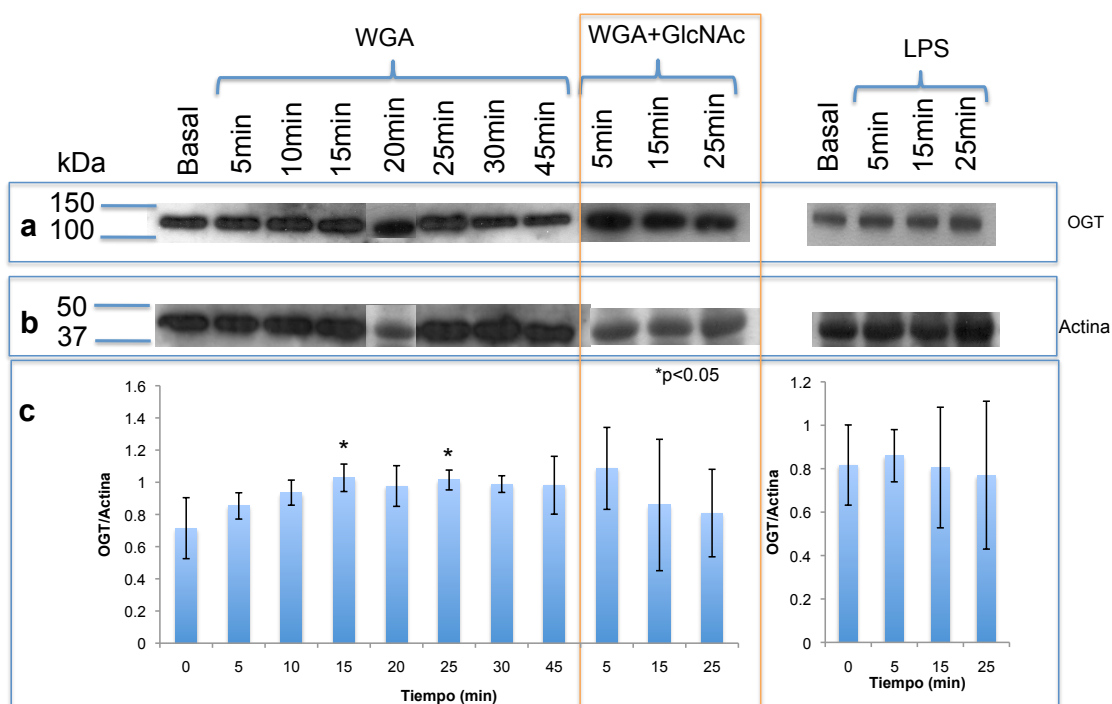 WGA
WGA+GlcNAc
LPS
kDa
Basal
5min
10min
15min
20min
25min
30min
45min
5min
15min
25min
Basal
5min
15min
25min
a
150
100
OGT
b
50
37
Actina
c
*p<0.05
OGT/Actina
1.6
1.4
1.2
1
0.8
0.6
0.4
0.2
0
* *
0 5 10 15 20 25 30 45 5 15 25
Tiempo (min)
OGT/Actina
1.2
1
0.8
0.6
0.4
0.2
0
0 5 15 25
Tiempo (min)